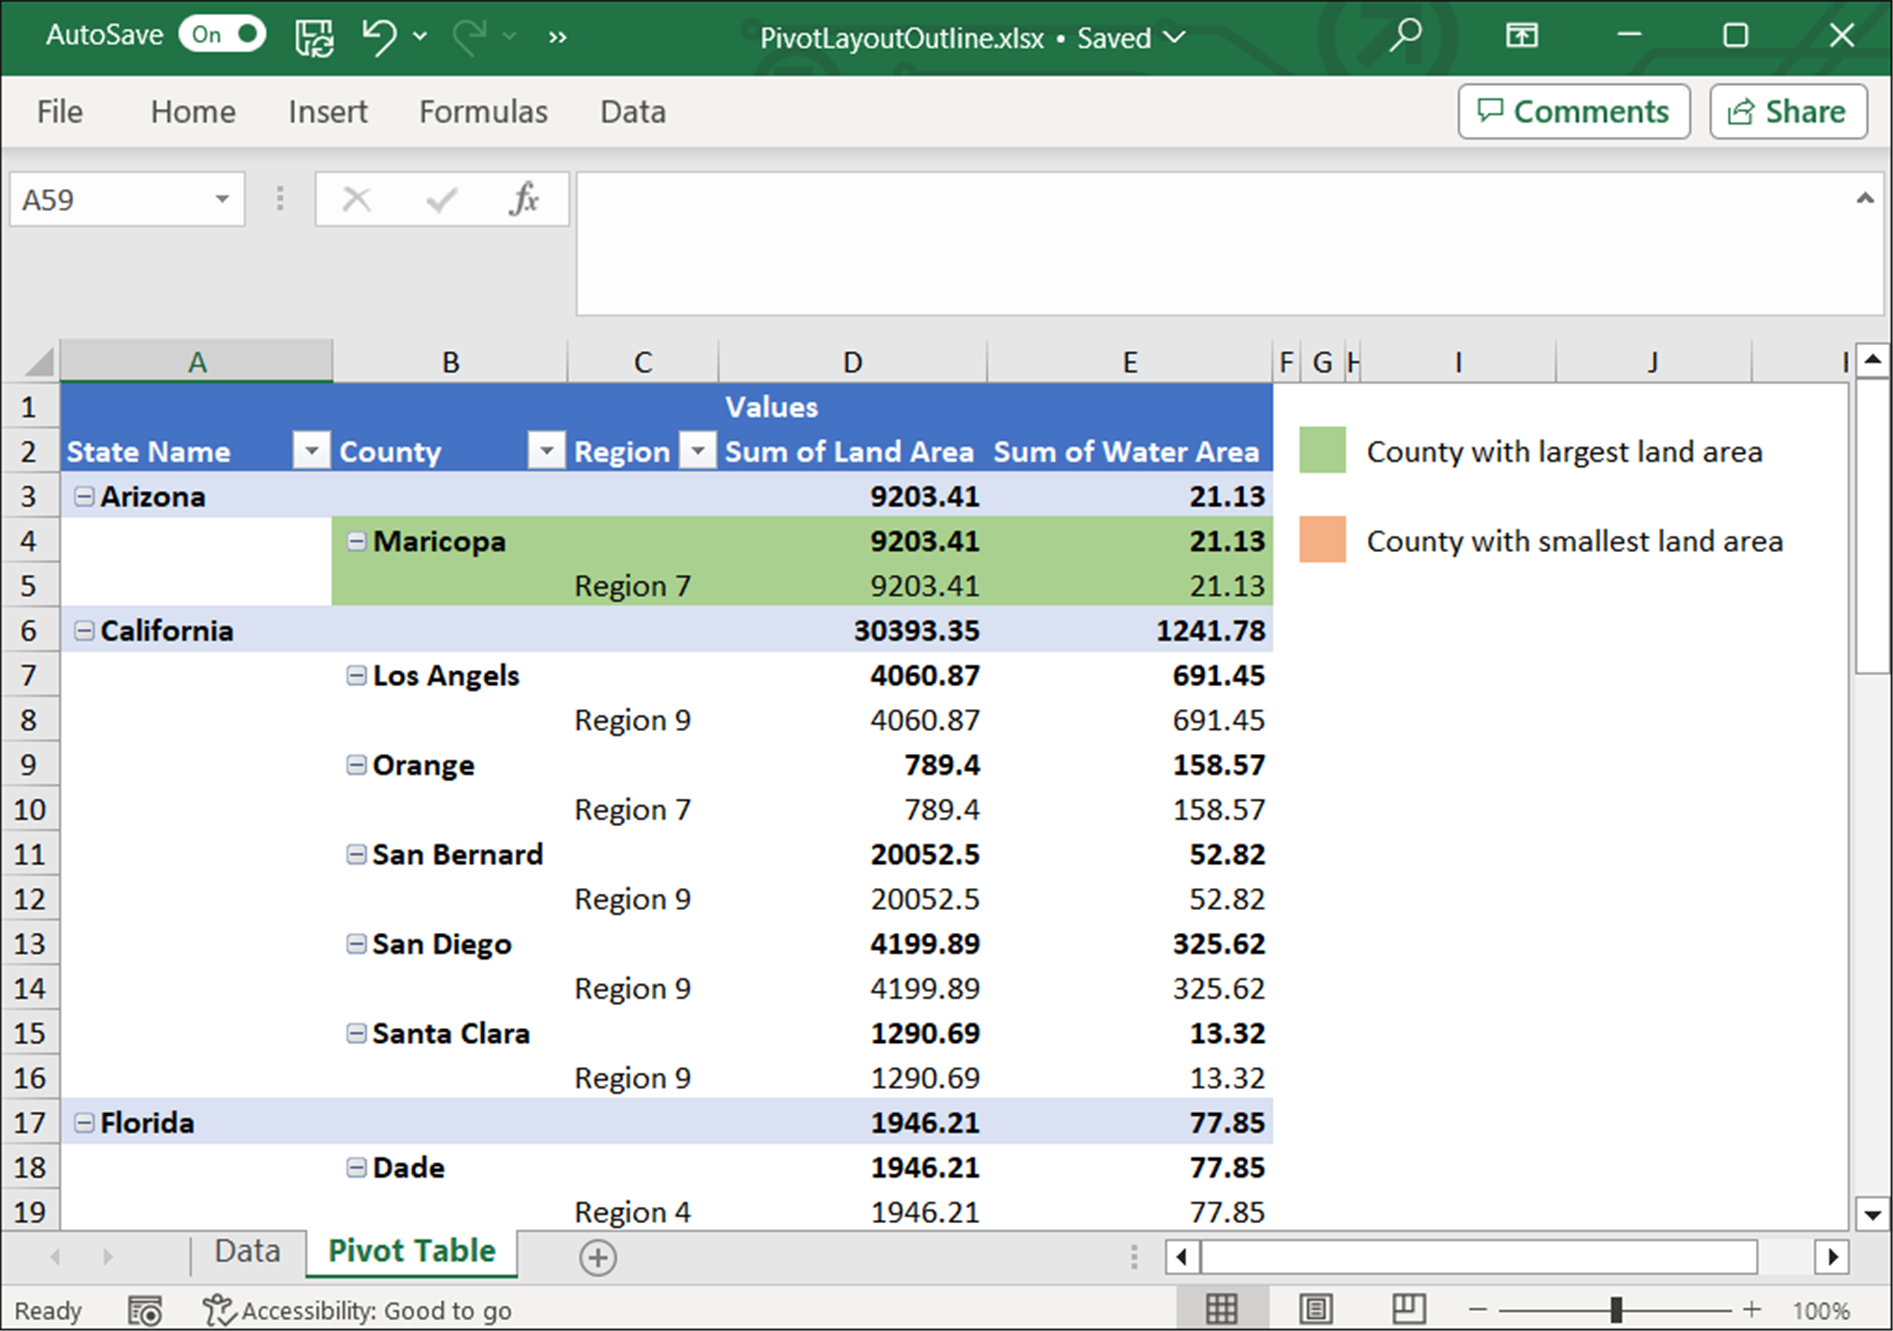 AutoSave On PivotLayoutOutline.xlsx • Saved
File Home Insert Formulas Data Comments Share
A59 fx
A B C D E F G H I J
1 Values
2 State Name County Region Sum of Land Area Sum of Water Area County with largest land area
3 Arizona 9203.41 21.13
4 Maricopa 9203.41 21.13 County with smallest land area
5 Region 7 9203.41 21.13
6 California 30393.35 1241.78
7 Los Angels 4060.87 691.45
8 Region 9 4060.87 691.45
9 Orange 789.4 158.57
10 Region 7 789.4 158.57
11 San Bernard 20052.5 52.82
12 Region 9 20052.5 52.82
13 San Diego 4199.89 325.62
14 Region 9 4199.89 325.62
15 Santa Clara 1290.69 13.32
16 Region 9 1290.69 13.32
17 Florida 1946.21 77.85
18 Dade 1946.21 77.85
19 Region 4 1946.21 77.85
Data Pivot Table
Ready Accessibility: Good to go 100%